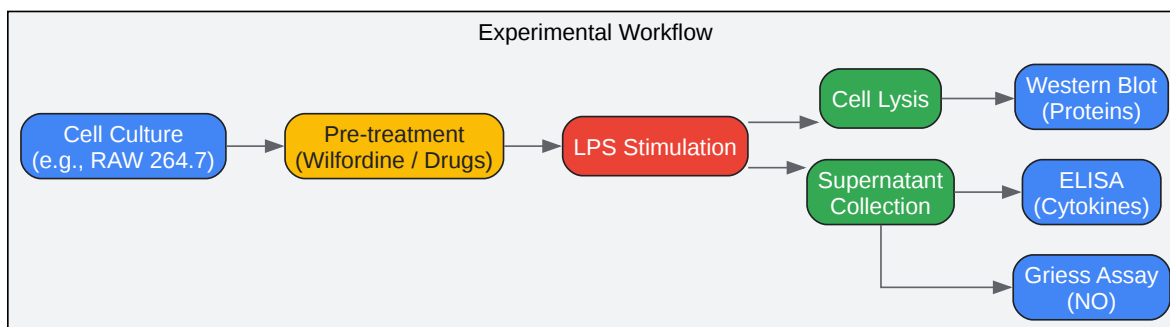 Experimental Workflow
Cell Culture
(e.g., RAW 264.7)
Pre-treatment
(Wilfordine / Drugs)
LPS Stimulation
Cell Lysis
Western Blot
(Proteins)
Supernatant
Collection
ELISA
(Cytokines)
Griess Assay
(NO)